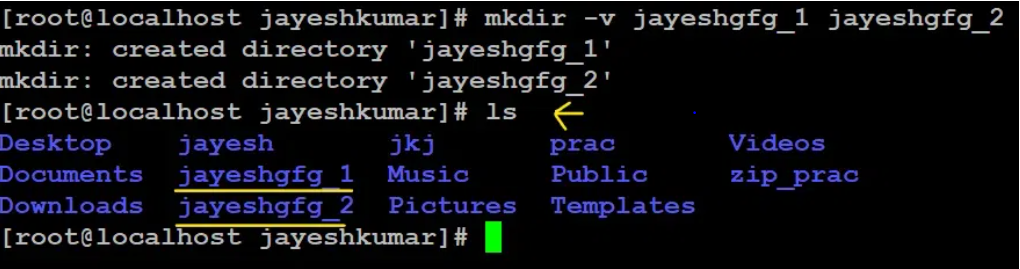 [root@localhost jayeshkumar]# mkdir -v jayeshgfg_1 jayeshgfg_2
mkdir: created directory 'jayeshgfg_1'
mkdir: created directory 'jayeshgfg_2'
[root@localhost jayeshkumar]# ls
Desktop jayesh jkj prac Videos
Documents jayeshgfg_1 Music Public zip_prac
Downloads jayeshgfg_2 Pictures Templates
[root@localhost jayeshkumar]#